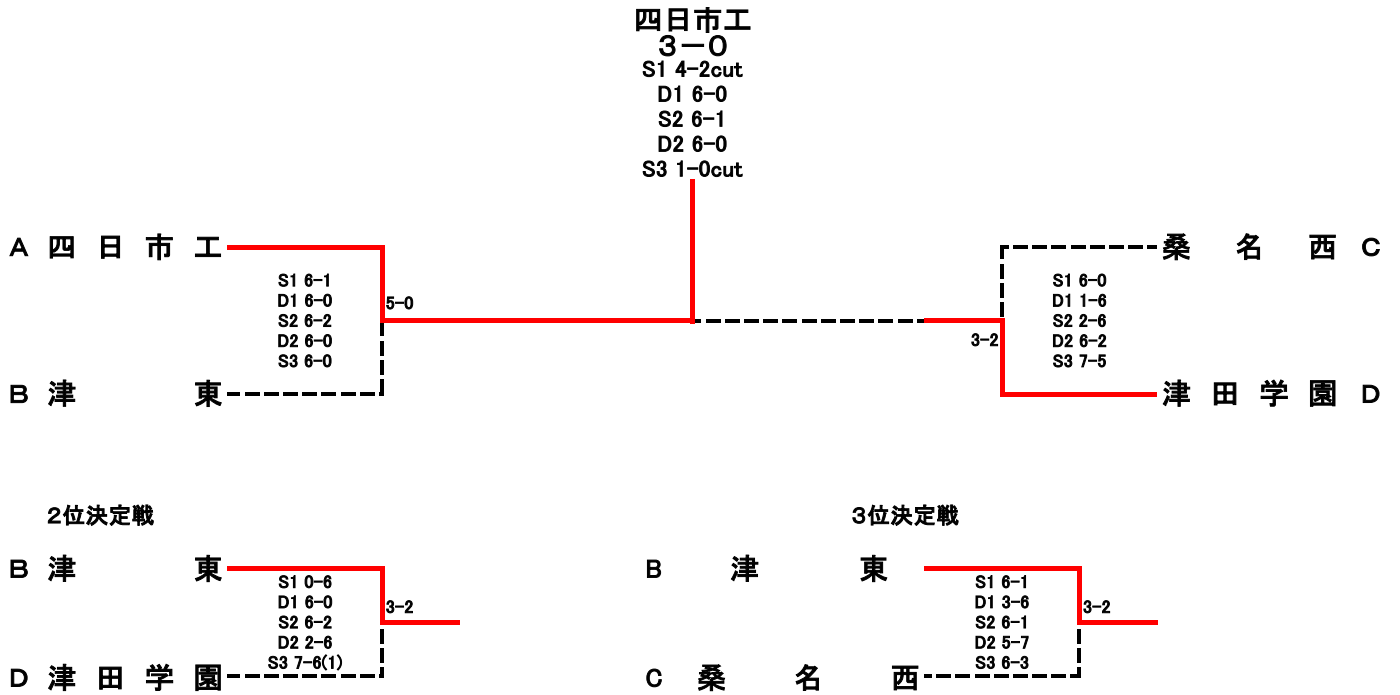 四日市工
3－0
S1 4-2cut
D1 6-0
S2 6-1
D2 6-0
S3 1-0cut
A 四日市工
S1 6-1
D1 6-0
S2 6-2
D2 6-0
S3 6-0
5-0
B 津東
桑名西 C
S1 6-0
D1 1-6
S2 2-6
D2 6-2
S3 7-5
3-2
津田学園 D
2位決定戦
B 津東
S1 0-6
D1 6-0
S2 6-2
D2 2-6
S3 7-6(1)
3-2
D 津田学園
3位決定戦
B 津東
S1 6-1
D1 3-6
S2 6-1
D2 5-7
S3 6-3
3-2
C 桑名西